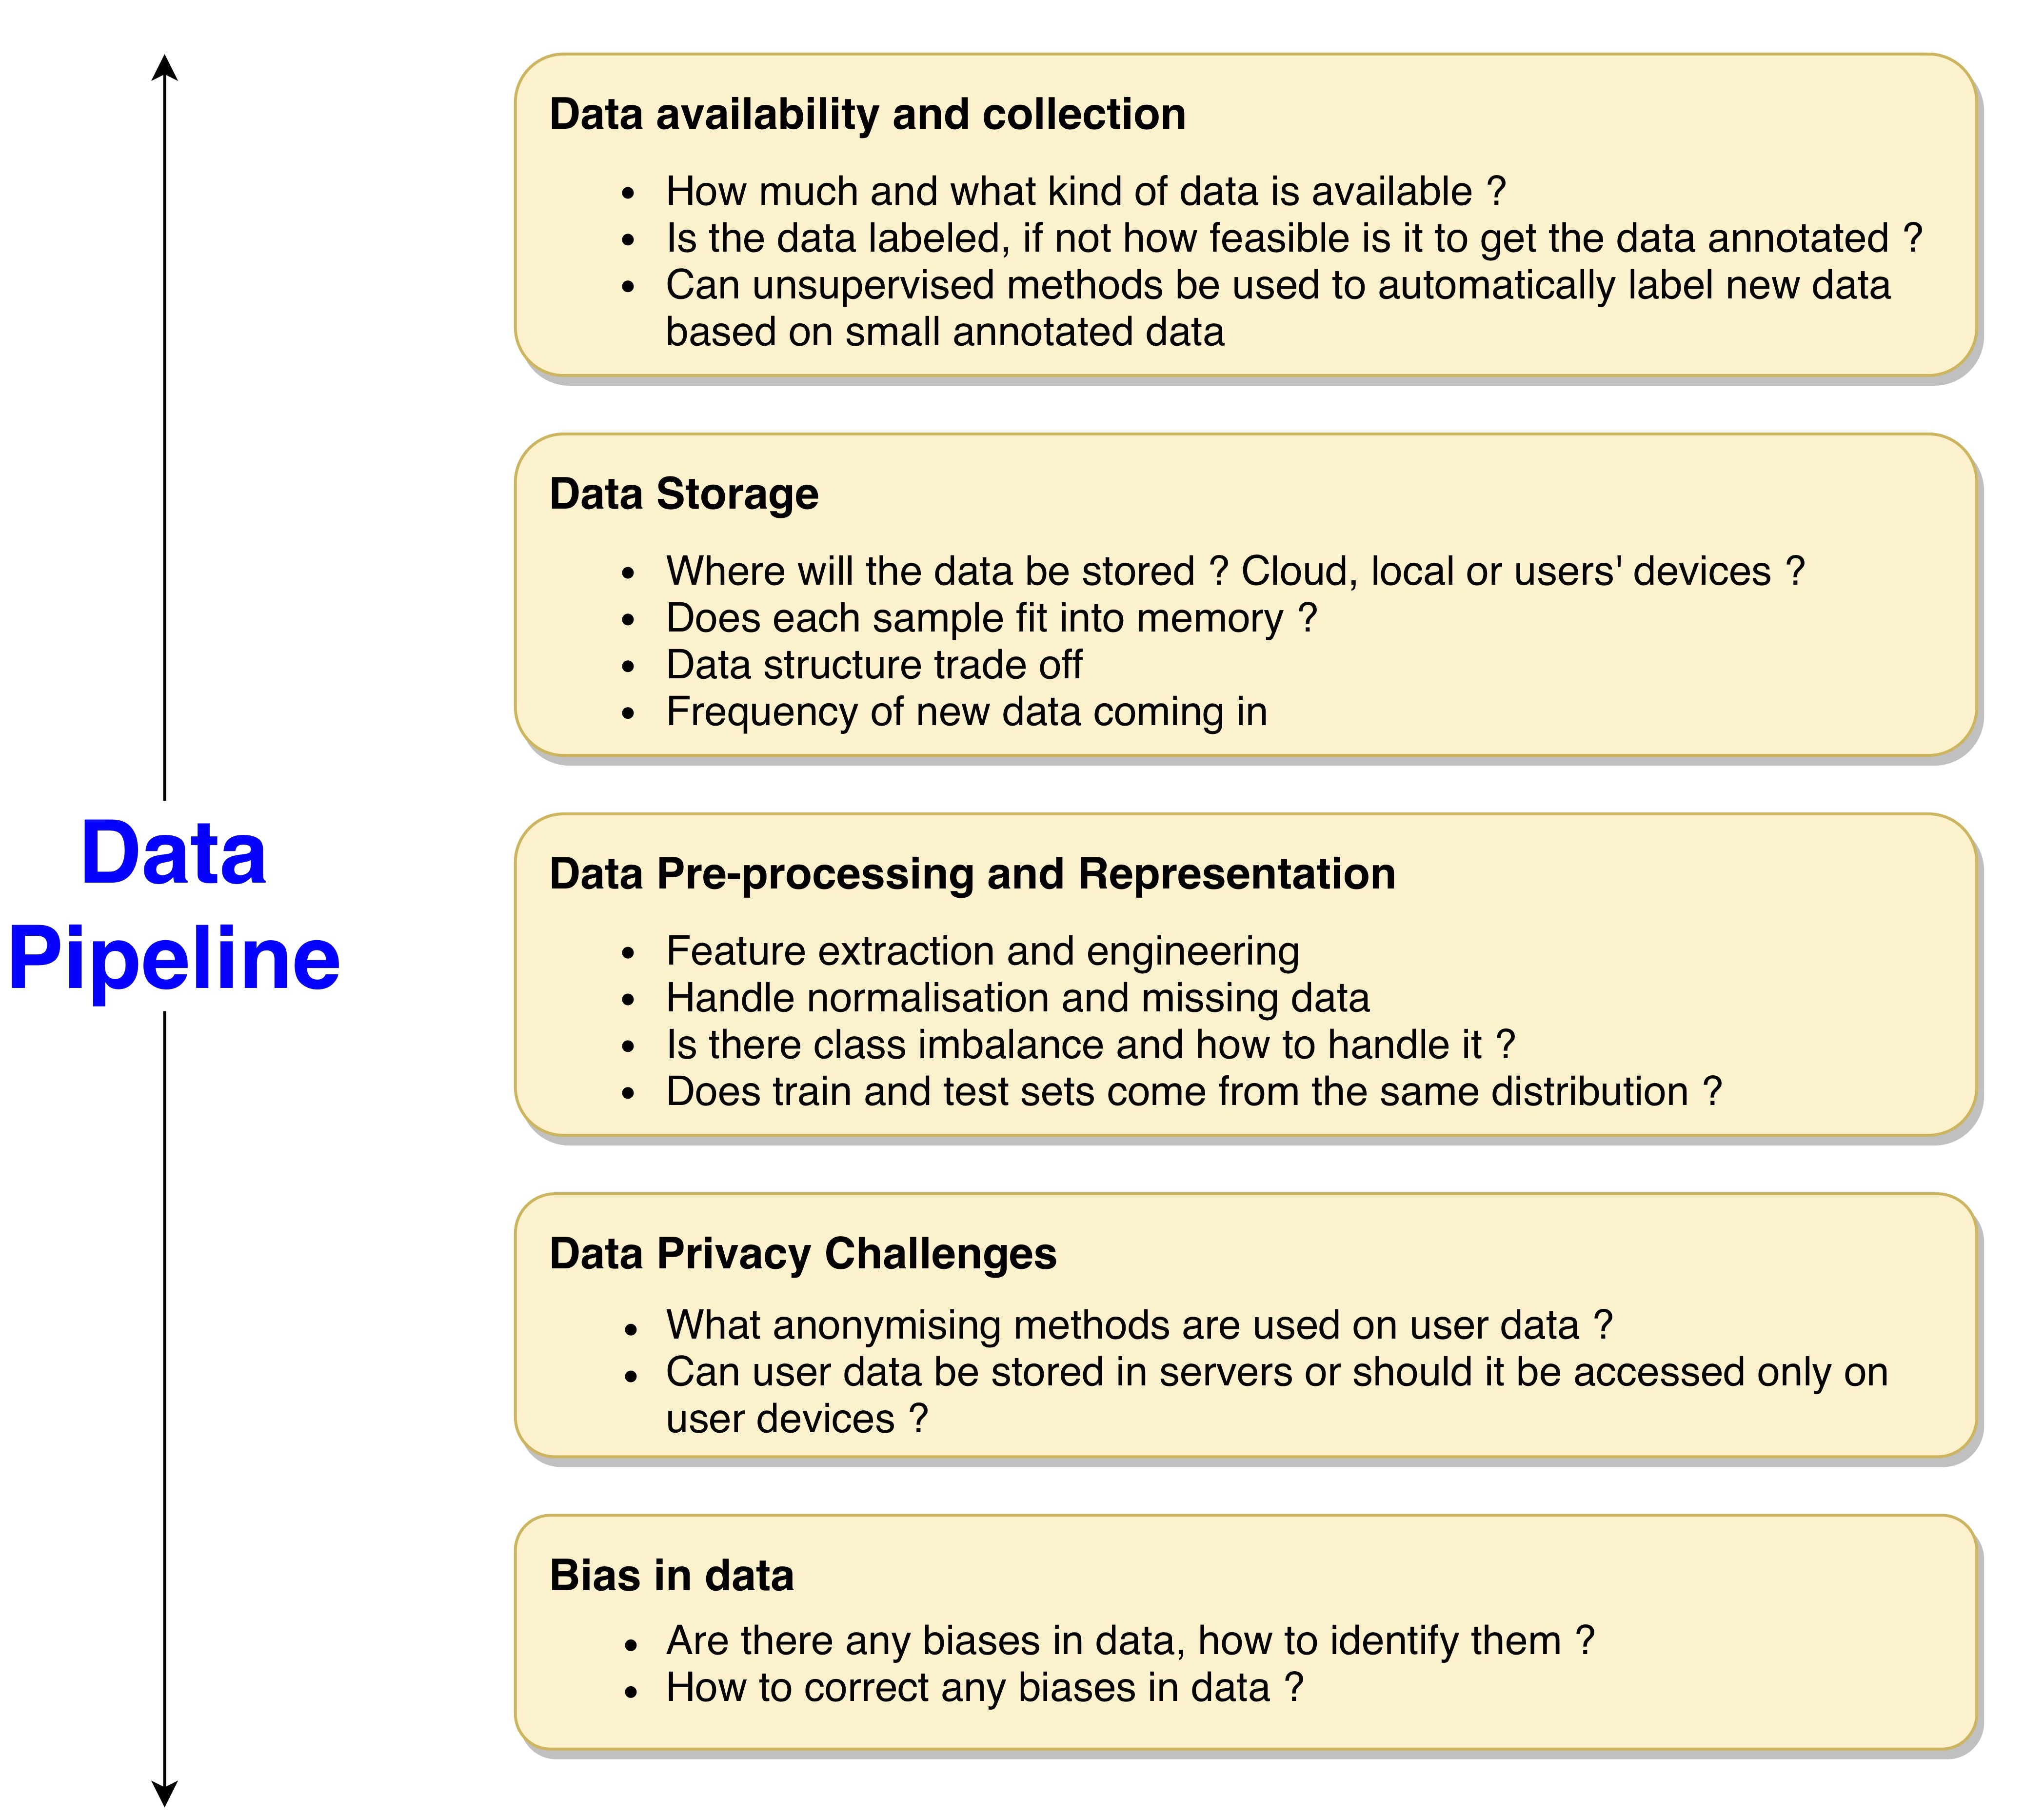 Data availability and collection
• How much and what kind of data is available ?
• Is the data labeled, if not how feasible is it to get the data annotated ?
• Can unsupervised methods be used to automatically label new data
based on small annotated data
Data Storage
• Where will the data be stored ? Cloud, local or users' devices ?
• Does each sample fit into memory ?
• Data structure trade off
• Frequency of new data coming in
Data
Pipeline
Data Pre-processing and Representation
• Feature extraction and engineering
• Handle normalisation and missing data
• Is there class imbalance and how to handle it ?
• Does train and test sets come from the same distribution ?
Data Privacy Challenges
• What anonymising methods are used on user data ?
• Can user data be stored in servers or should it be accessed only on
user devices ?
Bias in data
• Are there any biases in data, how to identify them ?
• How to correct any biases in data ?